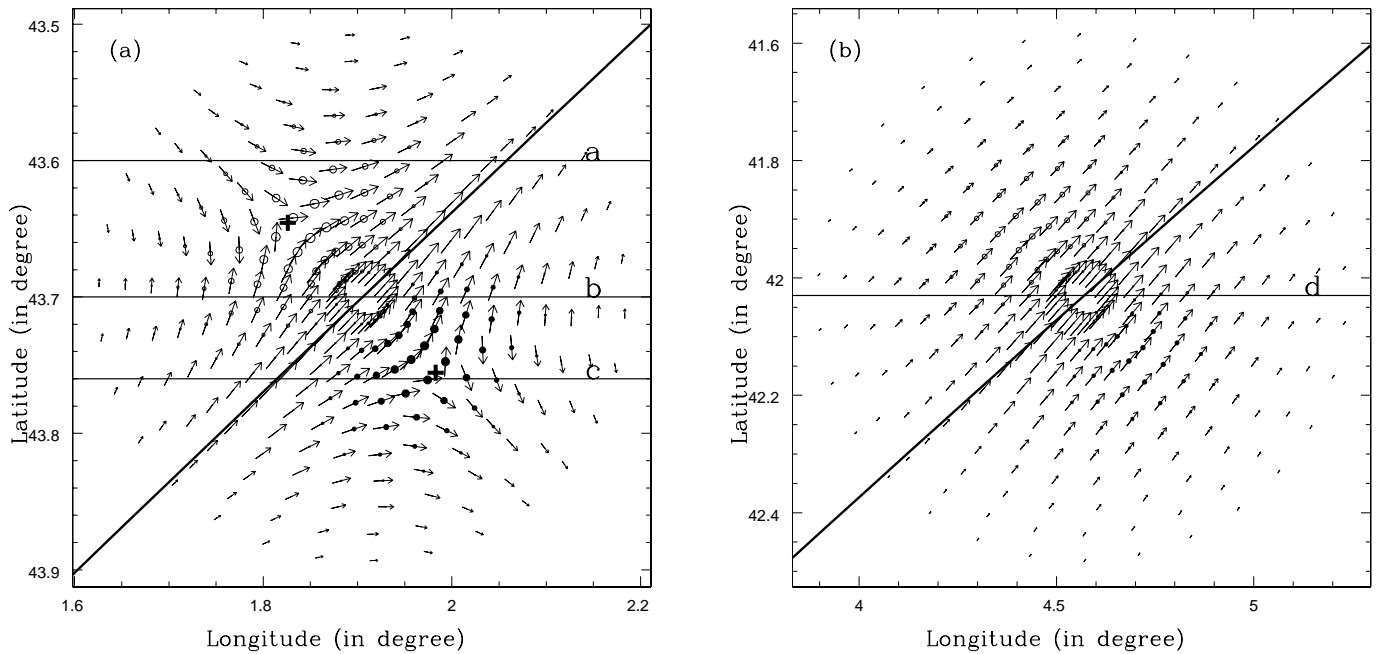 (a)
43.5
43.6
43.7
43.8
43.9
a
b
c
1.6
1.8
2
2.2
Latitude (in degree)
Longitude (in degree)
(b)
41.6
41.8
42
42.2
42.4
d
4
4.5
5
Latitude (in degree)
Longitude (in degree)